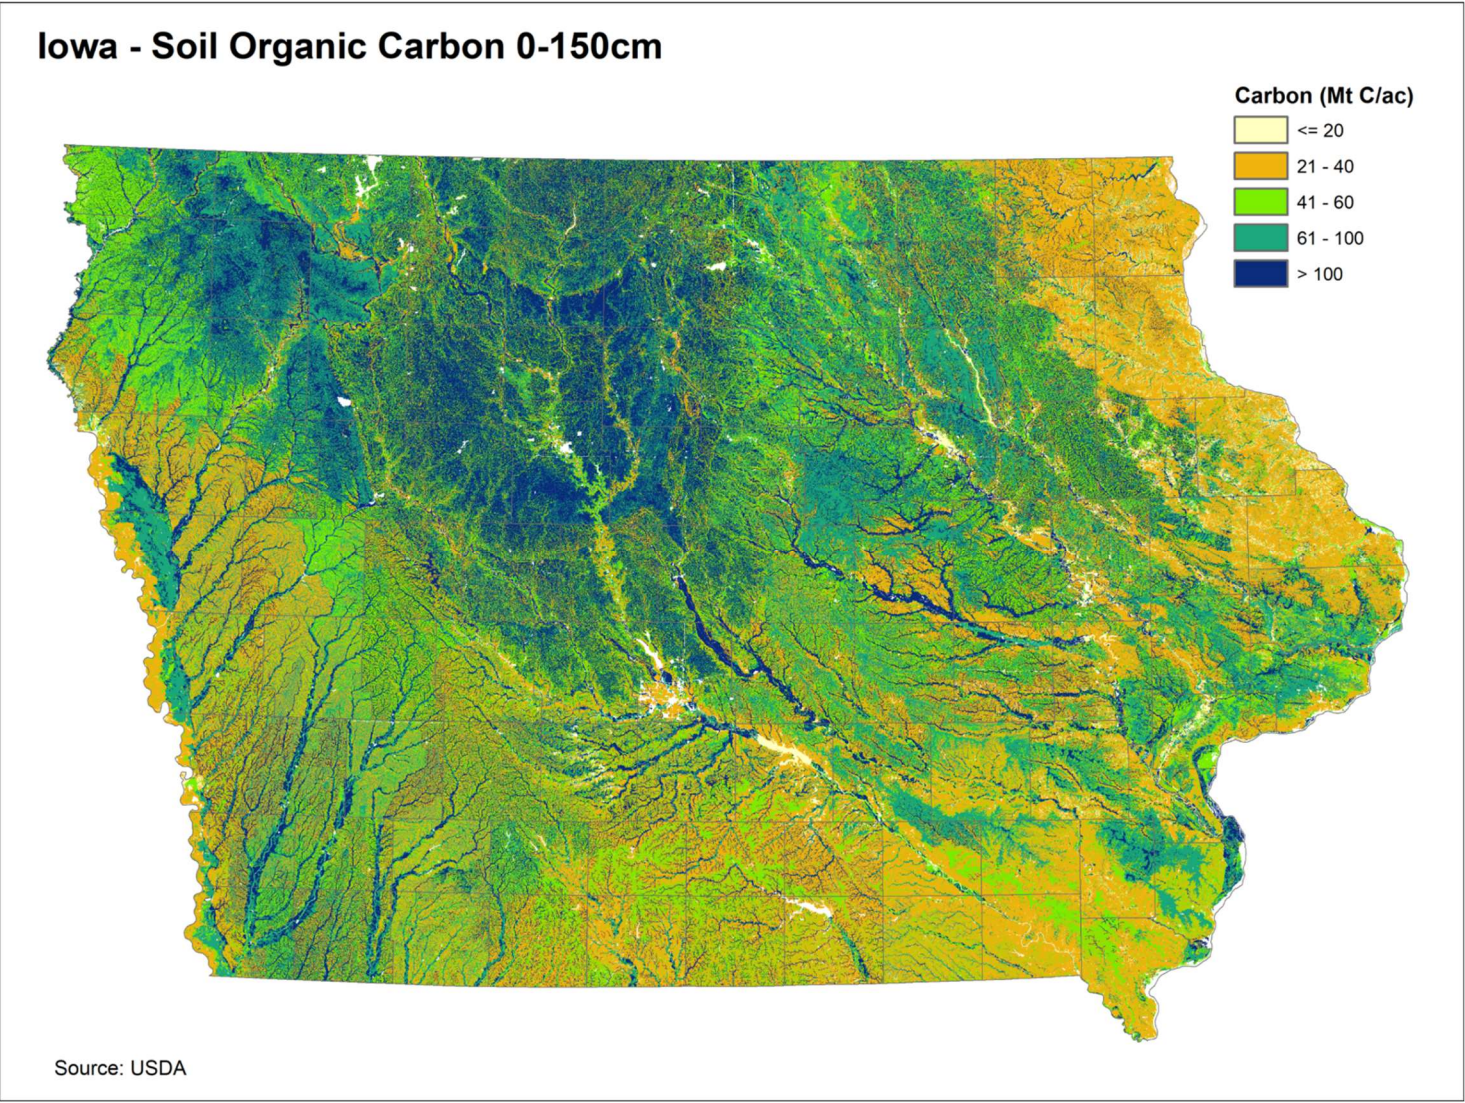 Iowa - Soil Organic Carbon 0-150cm
Carbon (Mt C/ac)
<= 20
21 - 40
41 - 60
61 - 100
> 100
Source: USDA